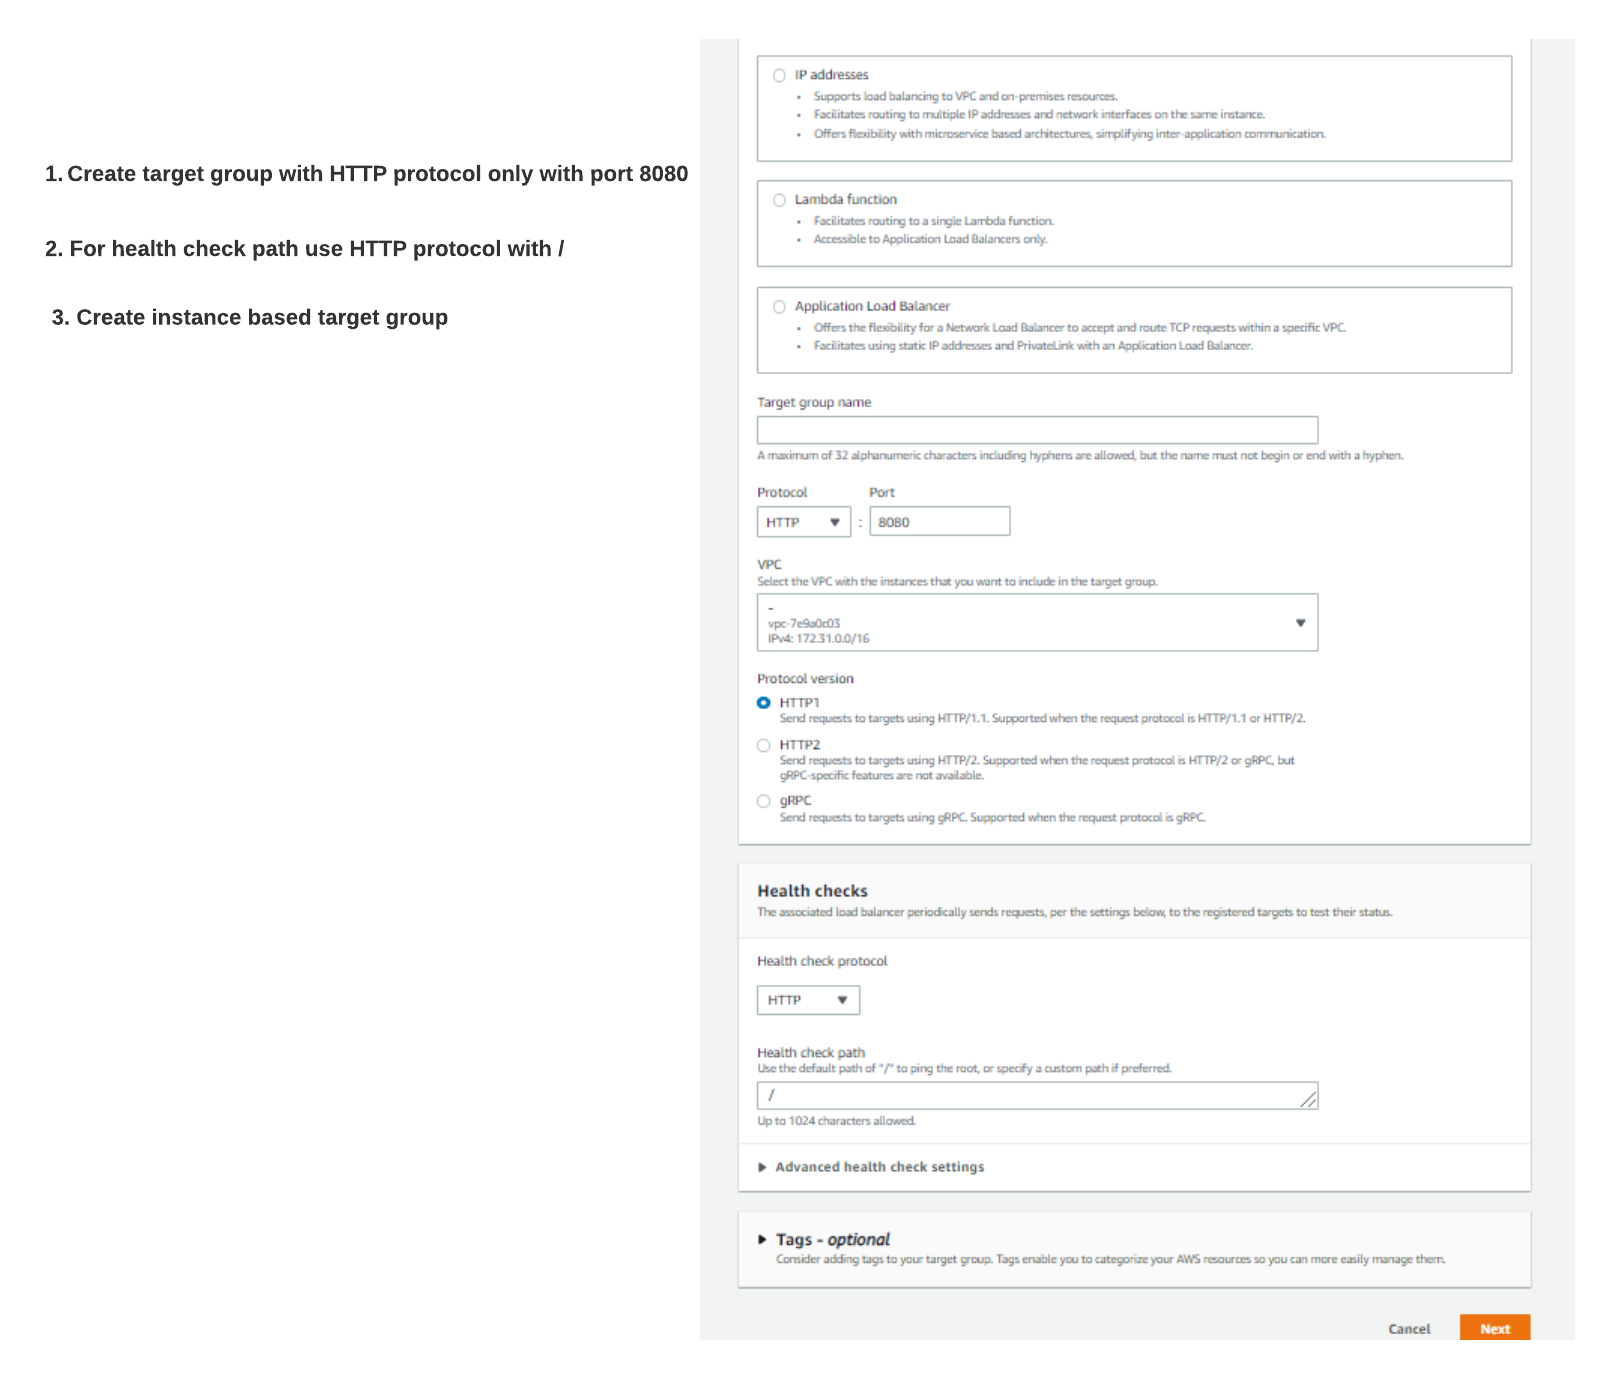 1. Create target group with HTTP protocol only with port 8080
2. For health check path use HTTP protocol with /
3. Create instance based target group
IP addresses
• Supports load balancing to VPC and on-premises resources.
• Facilitates routing to multiple IP addresses and network interfaces on the same instance.
• Offers flexibility with microservice based architectures, simplifying inter-application communication.
Lambda function
• Facilitates routing to a single Lambda function.
• Accessible to Application Load Balancers only.
Application Load Balancer
• Offers the flexibility for a Network Load Balancer to accept and route TCP requests within a specific VPC.
• Facilitates using static IP addresses and PrivateLink with an Application Load Balancer.
Target group name
A maximum of 32 alphanumeric characters including hyphens are allowed, but the name must not begin or end with a hyphen.
Protocol Port
HTTP : 8080
VPC
Select the VPC with the instances that you want to include in the target group.
-
vpc-7e9a0c03
IPv4: 172.31.0.0/16
Protocol version
HTTP1
Send requests to targets using HTTP/1.1. Supported when the request protocol is HTTP/1.1 or HTTP/2.
HTTP2
Send requests to targets using HTTP/2. Supported when the request protocol is HTTP/2 or gRPC, but
gRPC-specific features are not available.
gRPC
Send requests to targets using gRPC. Supported when the request protocol is gRPC.
Health checks
The associated load balancer periodically sends requests, per the settings below, to the registered targets to test their status.
Health check protocol
HTTP
Health check path
Use the default path of "/" to ping the root, or specify a custom path if preferred.
/
Up to 1024 characters allowed.
Advanced health check settings
Tags - optional
Consider adding tags to your target group. Tags enable you to categorize your AWS resources so you can more easily manage them.
Cancel Next